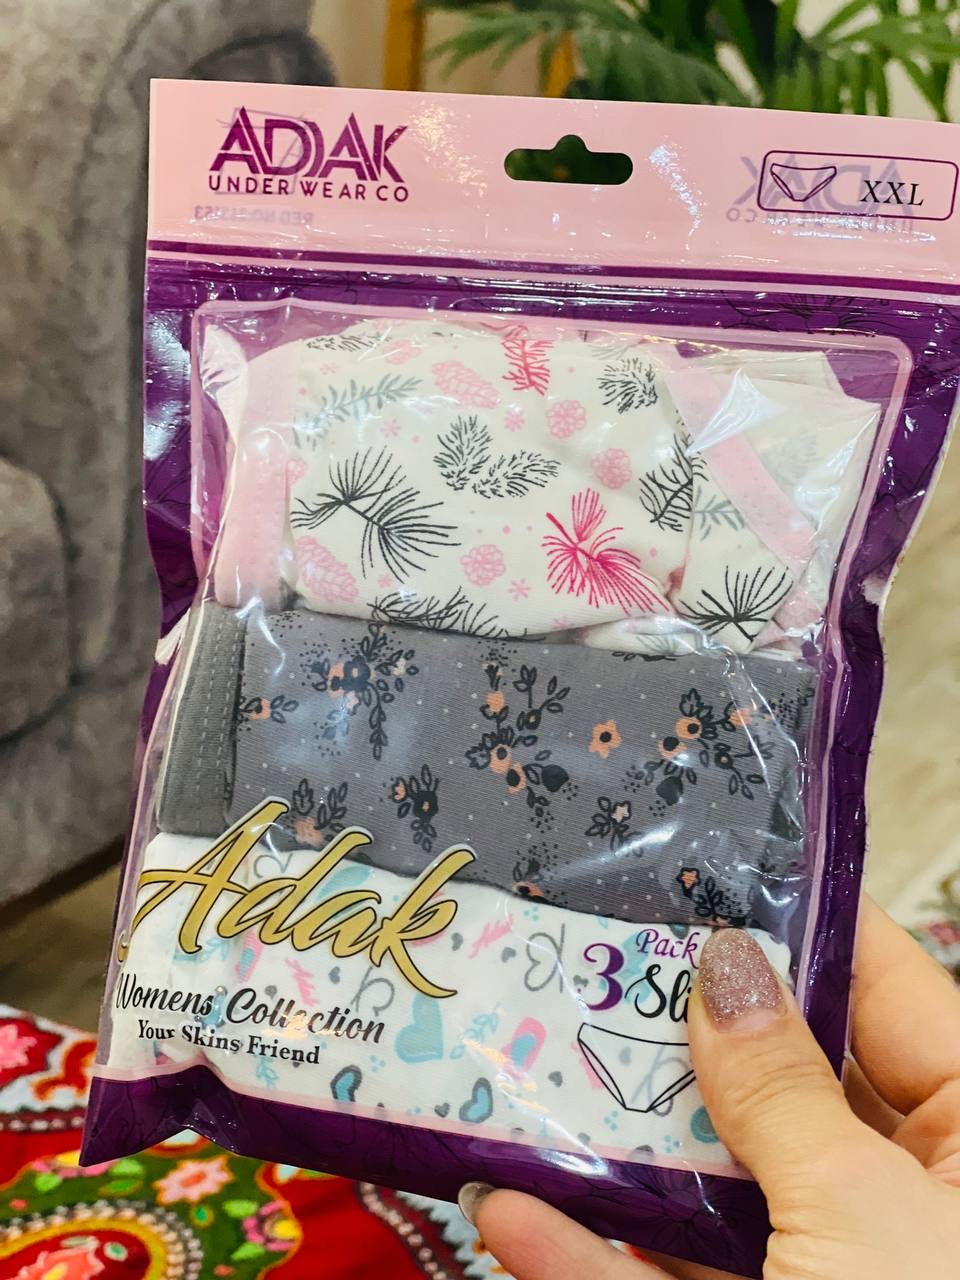 ADAK
UNDER WEAR CO
XXL
Adak
Womens' Collection
Your Skins Friend
Pack
3